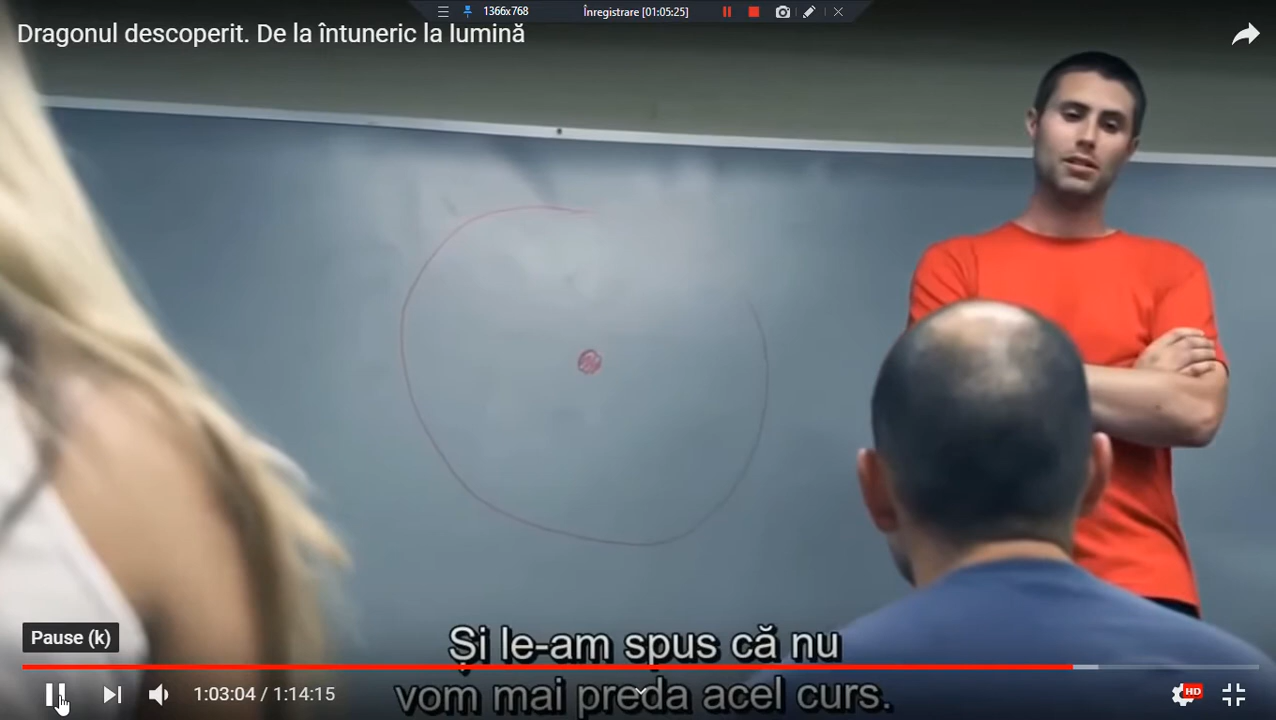 1366x768
Înregistrare [01:05:25]
Dragonul descoperit. De la întuneric la lumină
Pause (k)
Și le-am spus că nu
vom mai preda acel curs.
1:03:04 / 1:14:15
HD